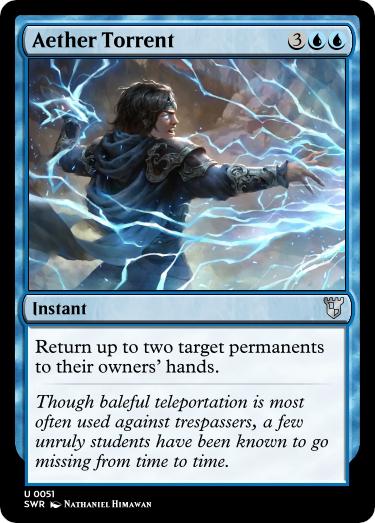 Aether Torrent 3
Instant
Return up to two target permanents
to their owners' hands.
Though baleful teleportation is most
often used against trespassers, a few
unruly students have been known to go
missing from time to time.
U 0051
SWR Nathaniel Himawan